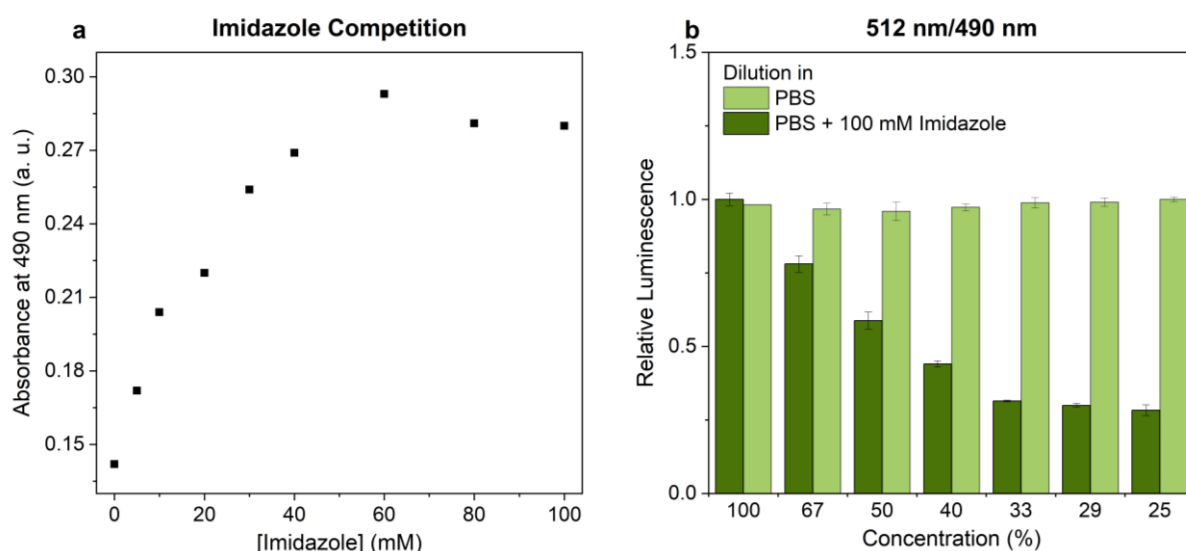 a
Imidazole Competition
Absorbance at 490 nm (a. u.)
0.30
0.27
0.24
0.21
0.18
0.15
0 20 40 60 80 100
[Imidazole] (mM)
b
512 nm/490 nm
Relative Luminescence
1.5
1.0
0.5
0.0
Dilution in
PBS
PBS + 100 mM Imidazole
100 67 50 40 33 29 25
Concentration (%)